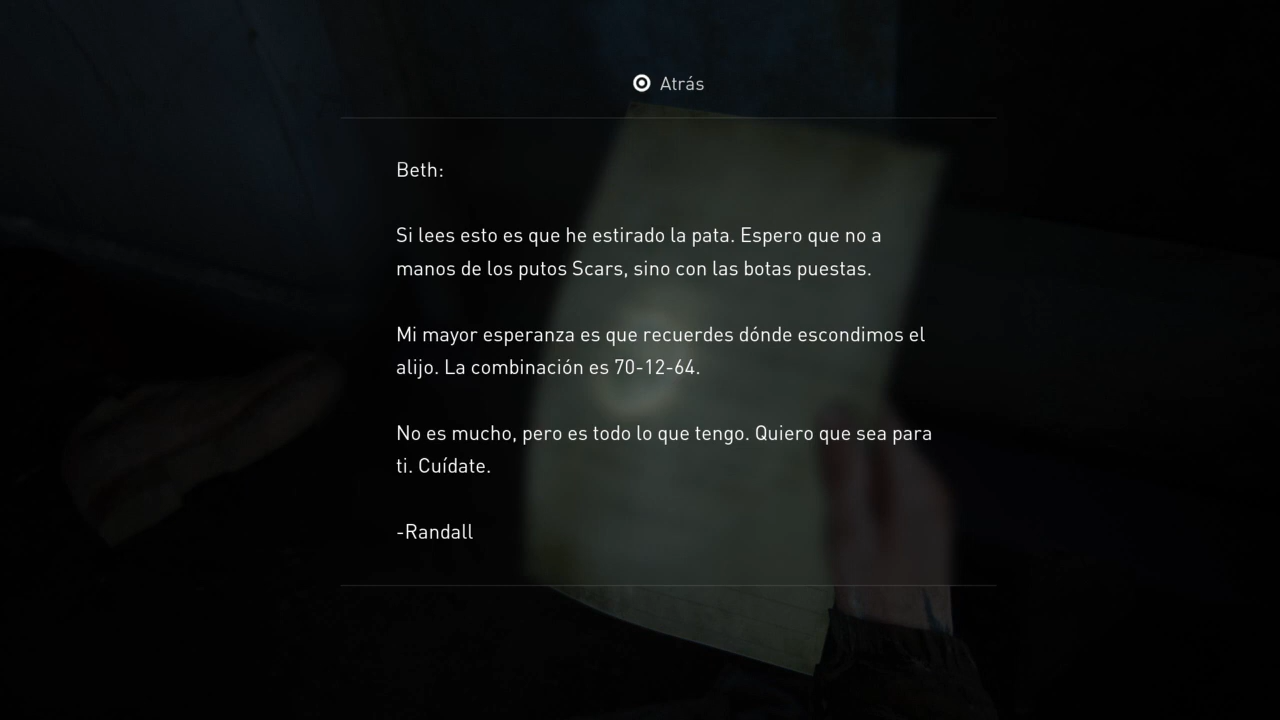 Atrás
Beth:
Si lees esto es que he estirado la pata. Espero que no a
manos de los putos Scars, sino con las botas puestas.
Mi mayor esperanza es que recuerdes dónde escondimos el
alijo. La combinación es 70-12-64.
No es mucho, pero es todo lo que tengo. Quiero que sea para
ti. Cuídate.
-Randall